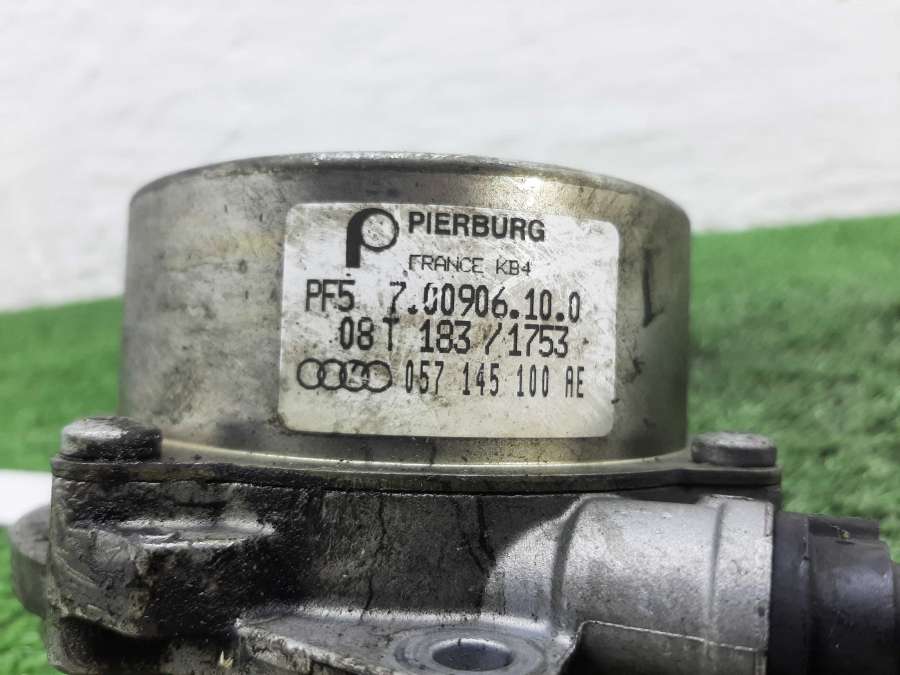 PIERBURG
FRANCE KB4
PF5 7.00906.10.0
08T 183 /1753
057 145 100 AE